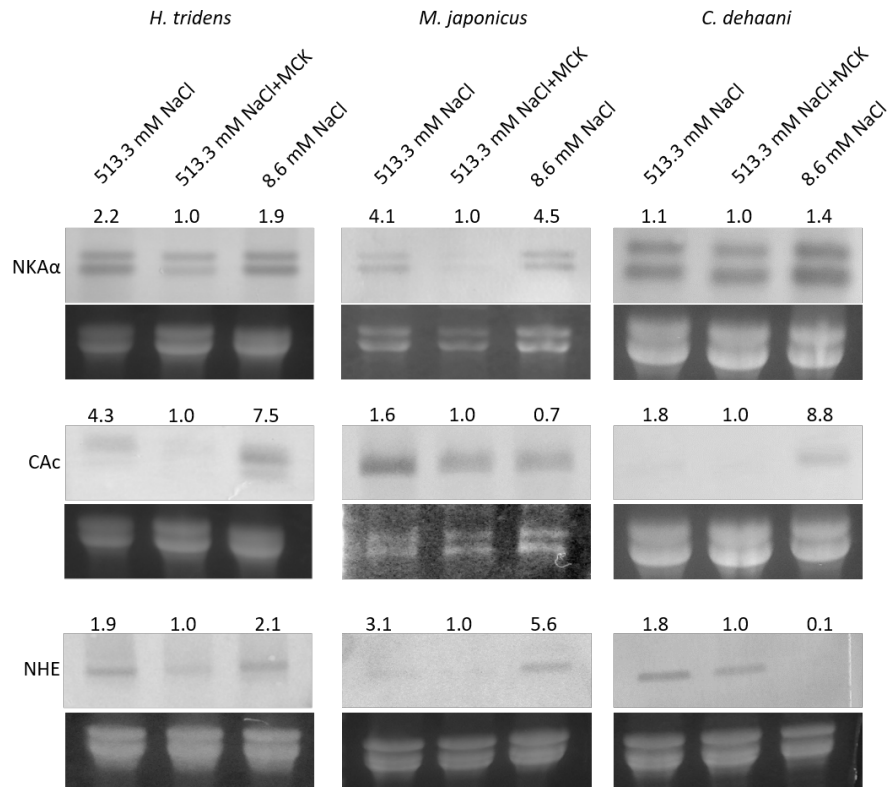 H. tridens M. japonicus C. dehaani
513.3 mM NaCl 513.3 mM NaCl+MCK 8.6 mM NaCl 513.3 mM NaCl 513.3 mM NaCl+MCK 8.6 mM NaCl 513.3 mM NaCl 513.3 mM NaCl+MCK 8.6 mM NaCl
2.2 1.0 1.9 4.1 1.0 4.5 1.1 1.0 1.4
NKAα
4.3 1.0 7.5 1.6 1.0 0.7 1.8 1.0 8.8
CAc
1.9 1.0 2.1 3.1 1.0 5.6 1.8 1.0 0.1
NHE